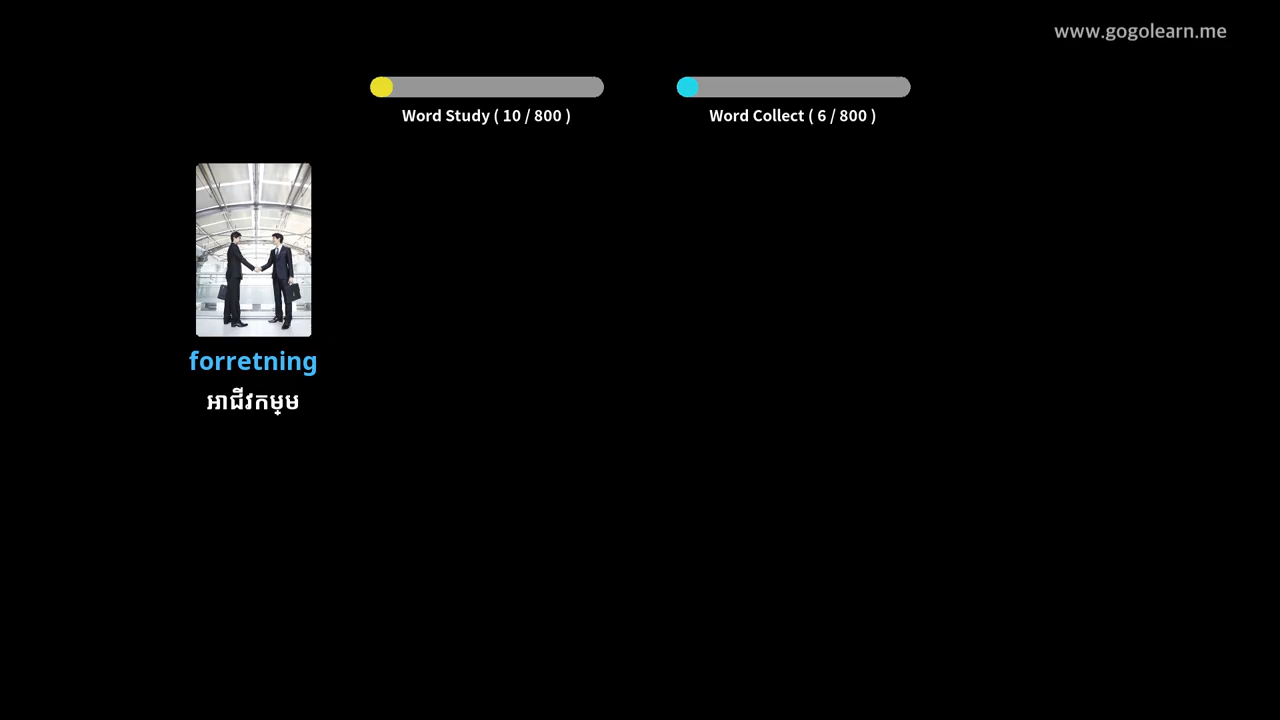 www.gogolearn.me
Word Study ( 10 / 800 )
Word Collect ( 6 / 800 )
forretning
អាជីវកម្ម